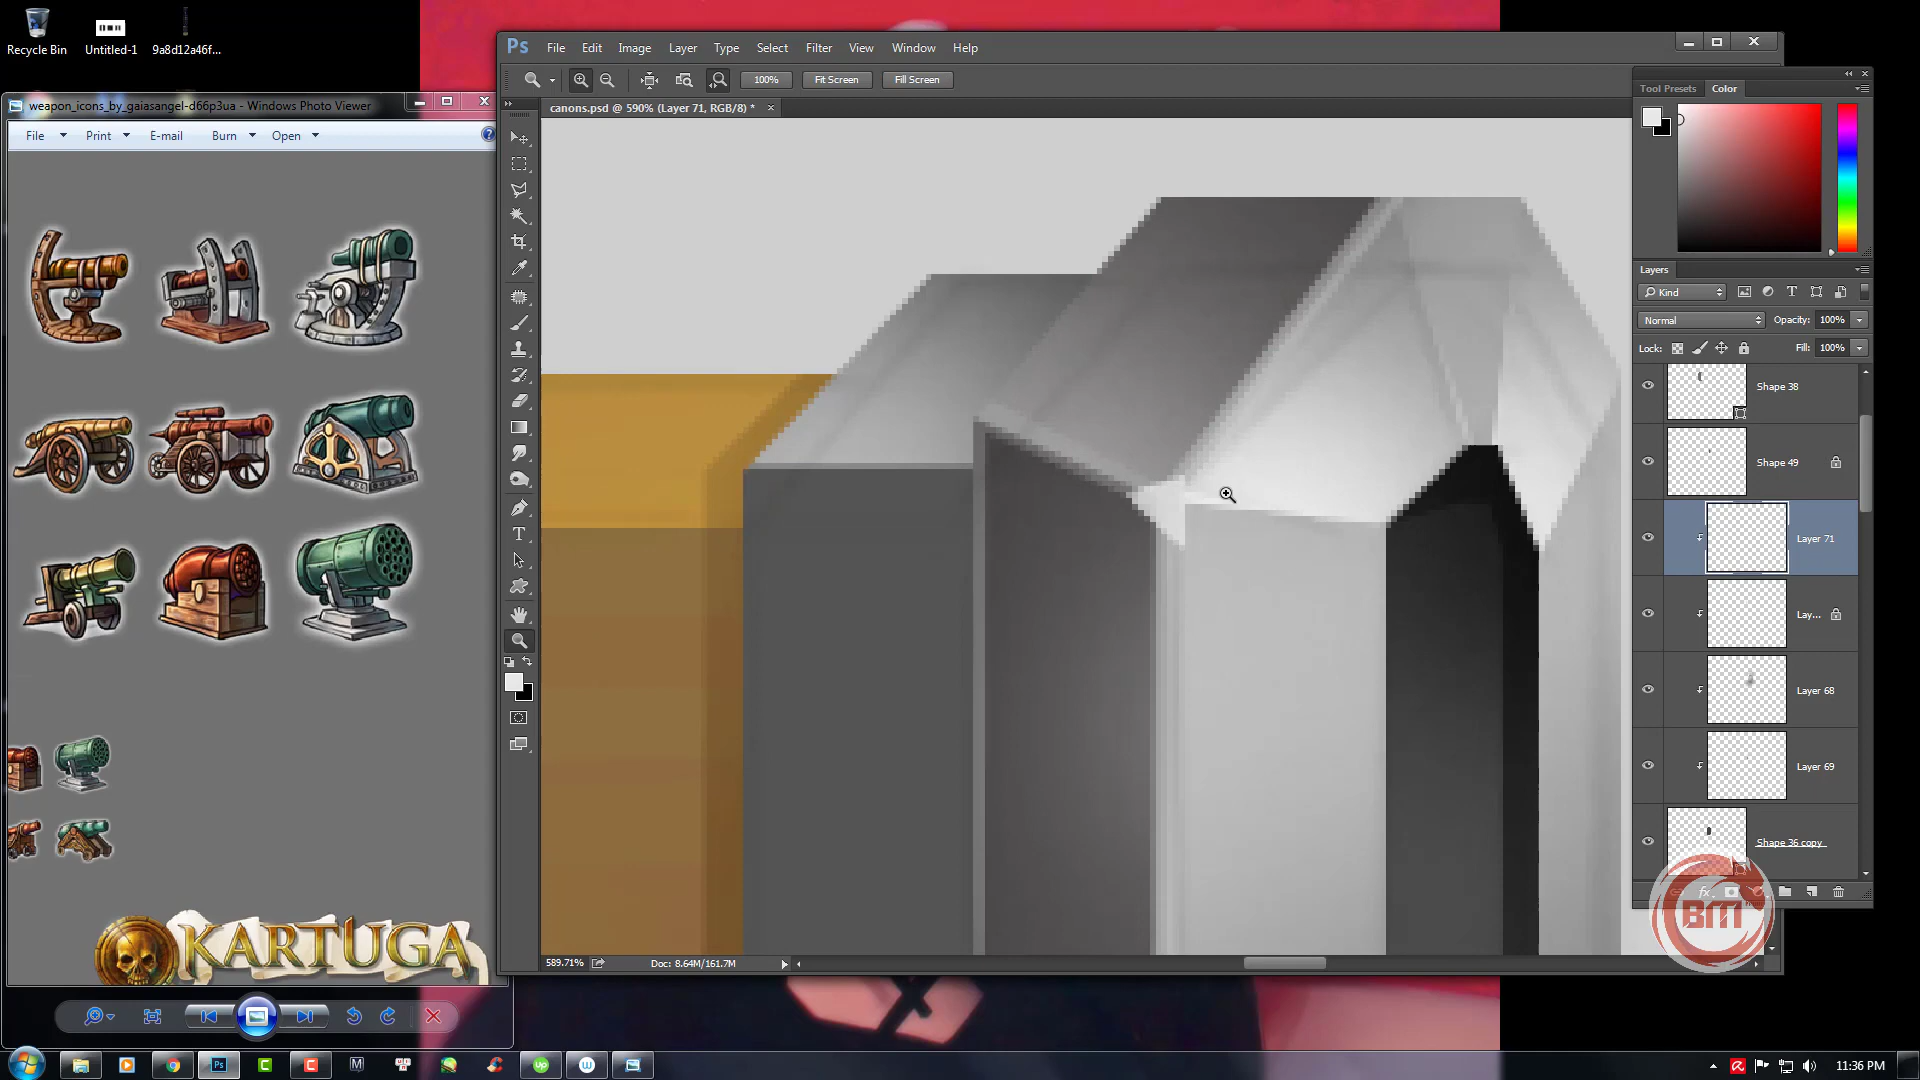 Recycle Bin
Untitled-1
9a8d12a46f...
weapon_icons_by_gaiasangel-d66p3ua - Windows Photo Viewer
File Print E-mail Burn Open
KARTUGA
Ps File Edit Image Layer Type Select Filter View Window Help
100% Fit Screen Fill Screen
canons.psd @ 590% (Layer 71, RGB/8) *
589.71% Doc: 8.64M/161.7M
Tool Presets Color
Layers
Kind
Normal Opacity: 100%
Lock: Fill: 100%
Shape 38
Shape 49
Layer 71
Lay...
Layer 68
Layer 69
Shape 36 copy
fx
BM
11:36 PM